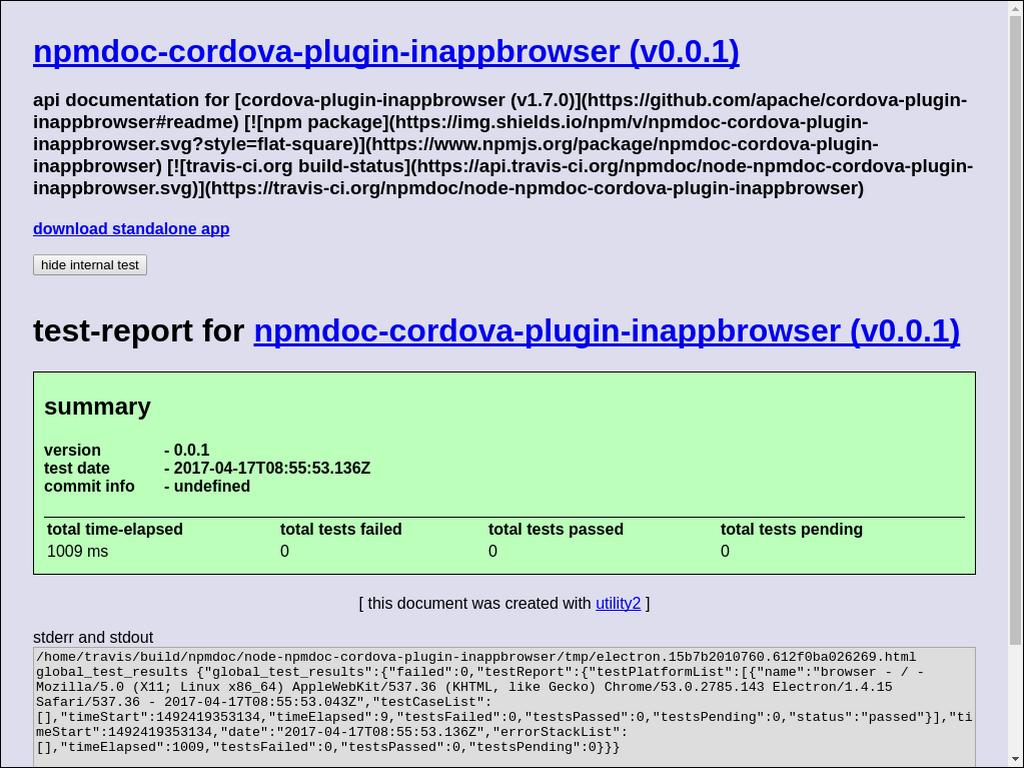 npmdoc-cordova-plugin-inappbrowser (v0.0.1)
api documentation for [cordova-plugin-inappbrowser (v1.7.0)](https://github.com/apache/cordova-plugin-
inappbrowser#readme) [![npm package](https://img.shields.io/npm/v/npmdoc-cordova-plugin-
inappbrowser.svg?style=flat-square)](https://www.npmjs.org/package/npmdoc-cordova-plugin-
inappbrowser) [![travis-ci.org build-status](https://api.travis-ci.org/npmdoc/node-npmdoc-cordova-plugin-
inappbrowser.svg)](https://travis-ci.org/npmdoc/node-npmdoc-cordova-plugin-inappbrowser)
download standalone app
hide internal test
test-report for npmdoc-cordova-plugin-inappbrowser (v0.0.1)
summary
version - 0.0.1
test date - 2017-04-17T08:55:53.136Z
commit info - undefined
total time-elapsed total tests failed total tests passed total tests pending
1009 ms 0 0 0
[ this document was created with utility2 ]
stderr and stdout
/home/travis/build/npmdoc/node-npmdoc-cordova-plugin-inappbrowser/tmp/electron.15b7b2010760.612f0ba026269.html
global_test_results {"global_test_results":{"failed":0,"testReport":{"testPlatformList":[{"name":"browser - / -
Mozilla/5.0 (X11; Linux x86_64) AppleWebKit/537.36 (KHTML, like Gecko) Chrome/53.0.2785.143 Electron/1.4.15
Safari/537.36 - 2017-04-17T08:55:53.043Z","testCaseList":
[],"timeStart":1492419353134,"timeElapsed":9,"testsFailed":0,"testsPassed":0,"testsPending":0,"status":"passed"}],"ti
meStart":1492419353134,"date":"2017-04-17T08:55:53.136Z","errorStackList":
[],"timeElapsed":1009,"testsFailed":0,"testsPassed":0,"testsPending":0}}}